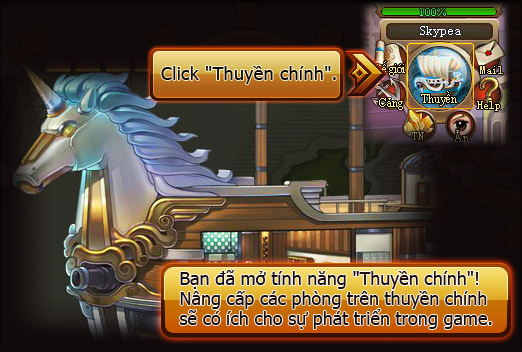 100%
Skypea
Click "Thuyền chính".
ế giới
Mail
Thuyền
Cảng
Help
TN
Ẩn
Bạn đã mở tính năng "Thuyền chính"!
Nâng cấp các phòng trên thuyền chính
sẽ có ích cho sự phát triển trong game.